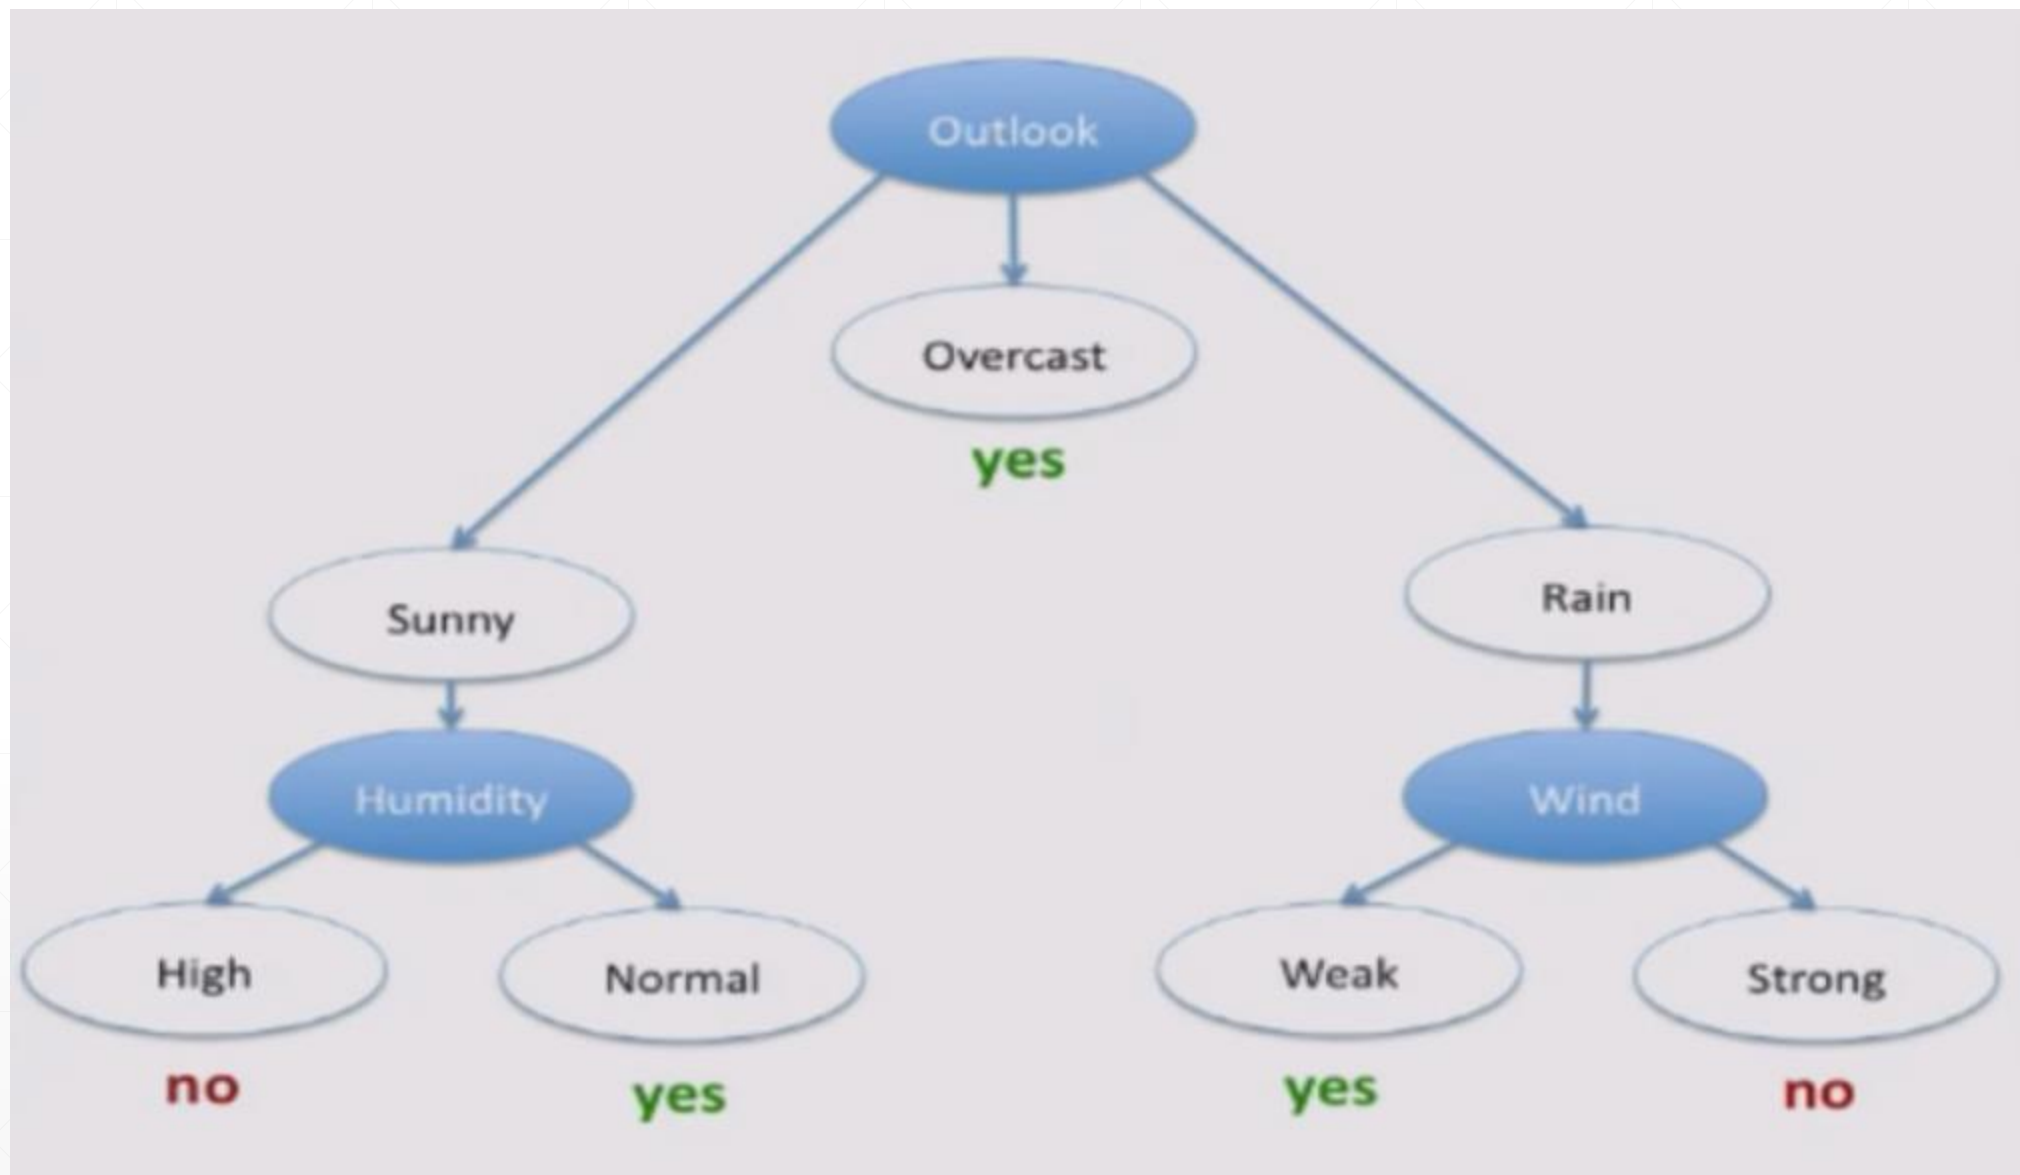 Outlook
Overcast
yes
Sunny
Rain
Humidity
Wind
High
Normal
Weak
Strong
no
yes
yes
no